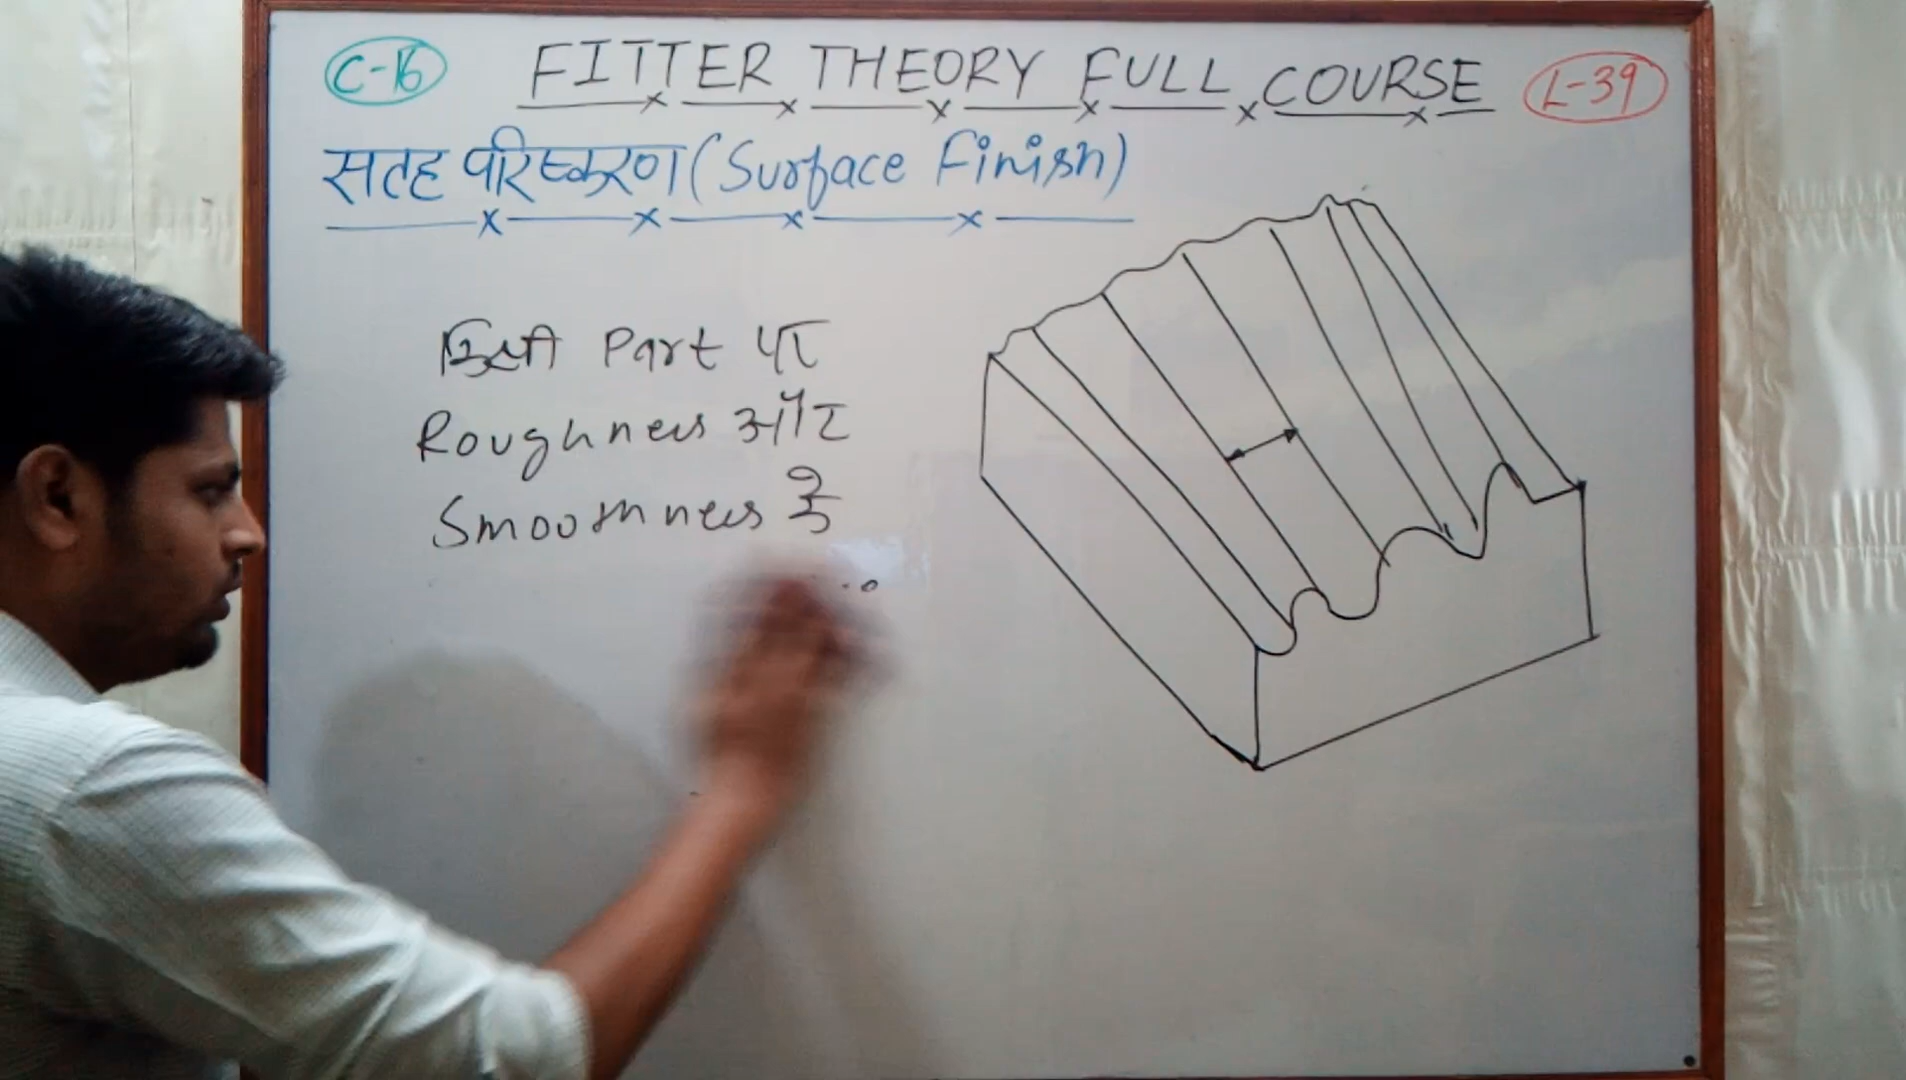 C-16 FITTER THEORY FULL COURSE L-39
सतह परिष्करण (Surface Finish)
किसी Part पर
Roughness और
Smoothness के